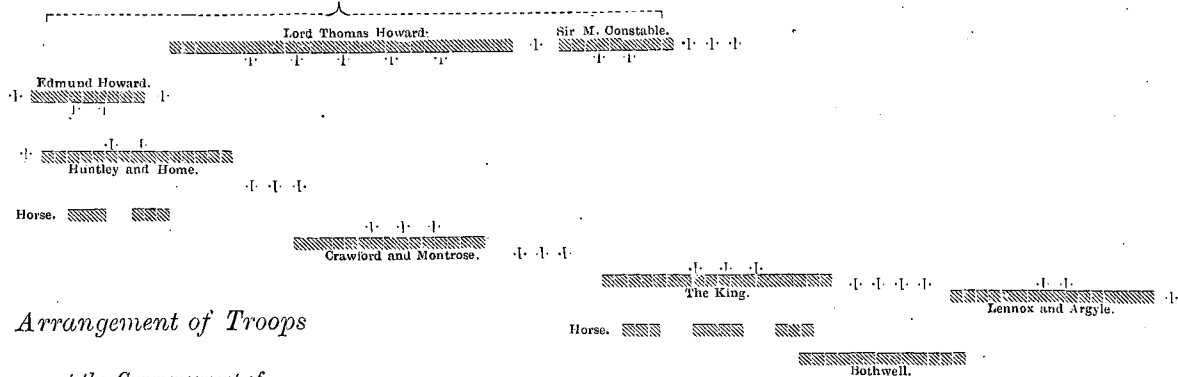 Lord Thomas Howard.
Sir M. Constable.
Edmund Howard.
Huntley and Home.
Horse.
Crawford and Montrose.
The King.
Lennox and Argyle.
Arrangement of Troops
Horse.
Bothwell.